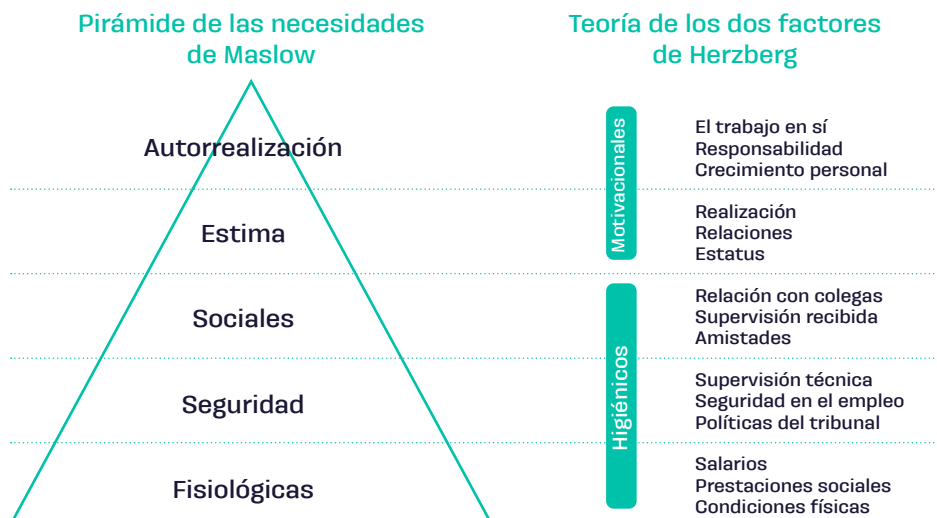 Pirámide de las necesidades
de Maslow
Teoría de los dos factores
de Herzberg
Autorrealización
Motivacionales
El trabajo en sí
Responsabilidad
Crecimiento personal
Estima
Realización
Relaciones
Estatus
Sociales
Higiénicos
Relación con colegas
Supervisión recibida
Amistades
Seguridad
Supervisión técnica
Seguridad en el empleo
Políticas del tribunal
Fisiológicas
Salarios
Prestaciones sociales
Condiciones físicas